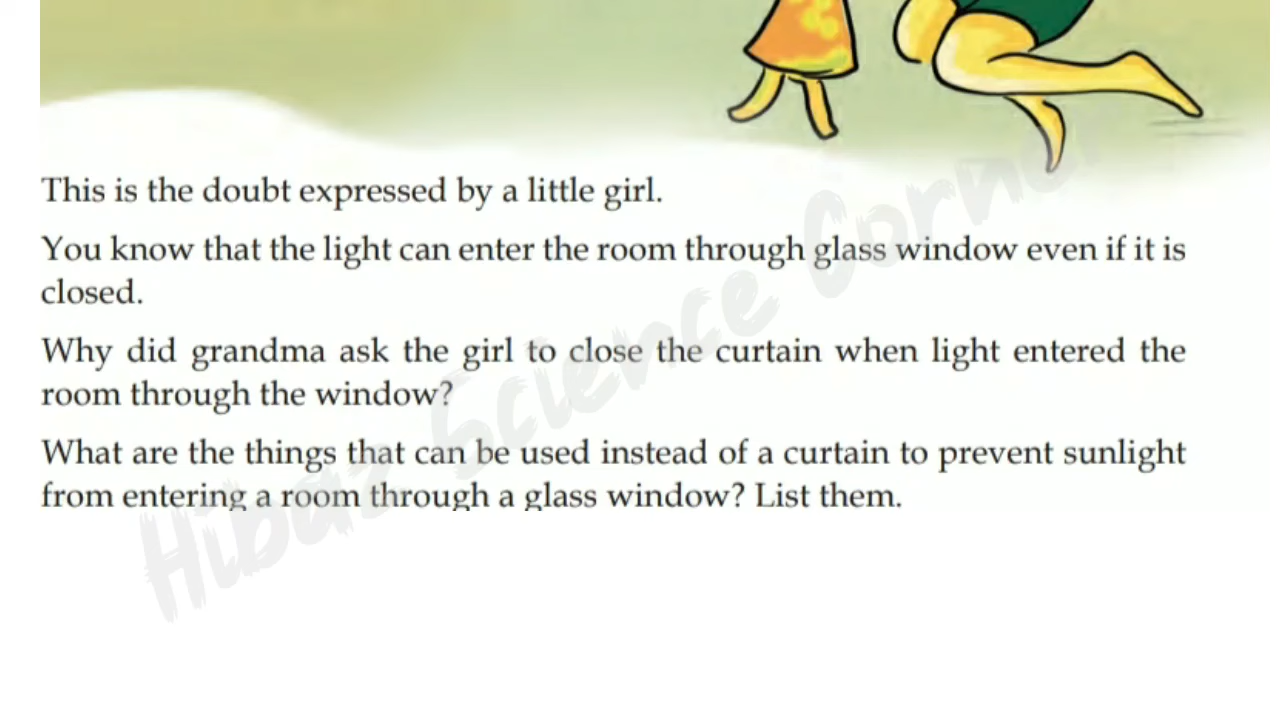 This is the doubt expressed by a little girl.
You know that the light can enter the room through glass window even if it is
closed.
Why did grandma ask the girl to close the curtain when light entered the
room through the window?
What are the things that can be used instead of a curtain to prevent sunlight
from entering a room through a glass window? List them.
Hibaz Science Corner